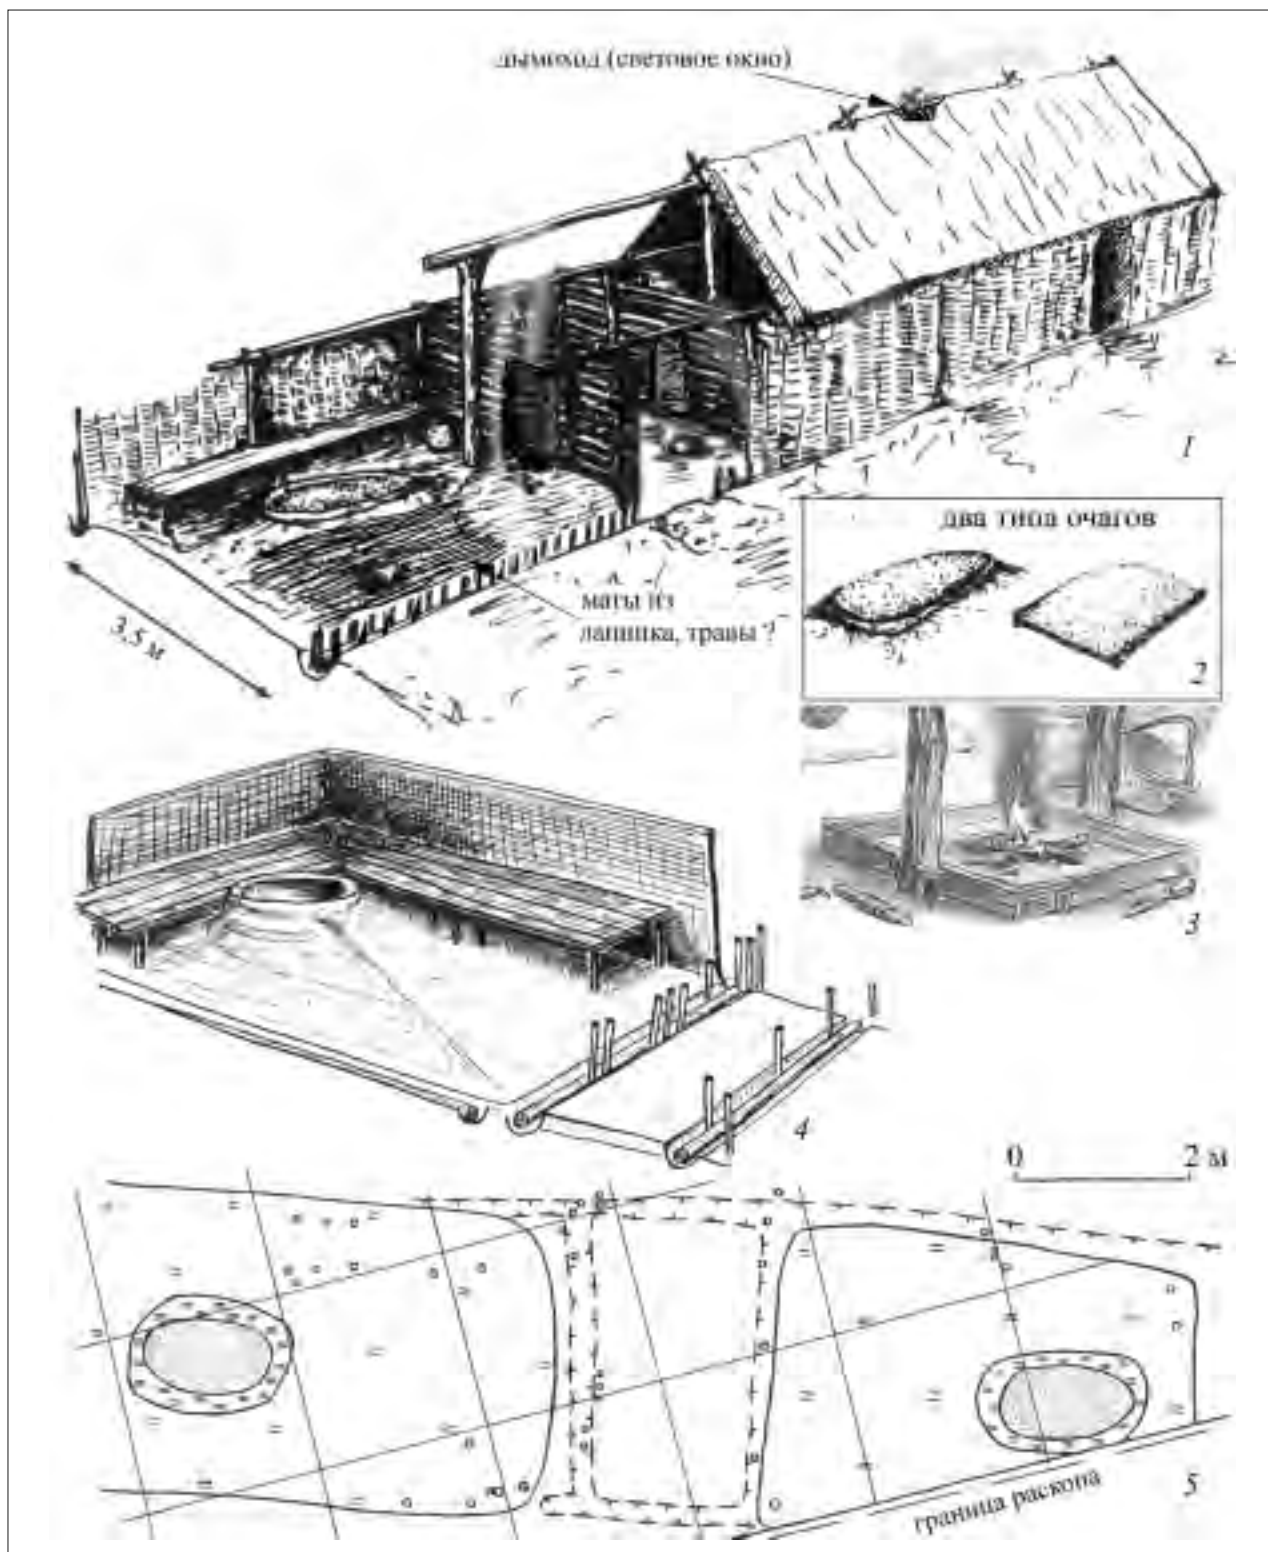 дымоход (световое окно)
1
два типа очагов
маты из
лапника, травы ?
3,5 м
2
3
4
0 2 м
граница раскопа
5